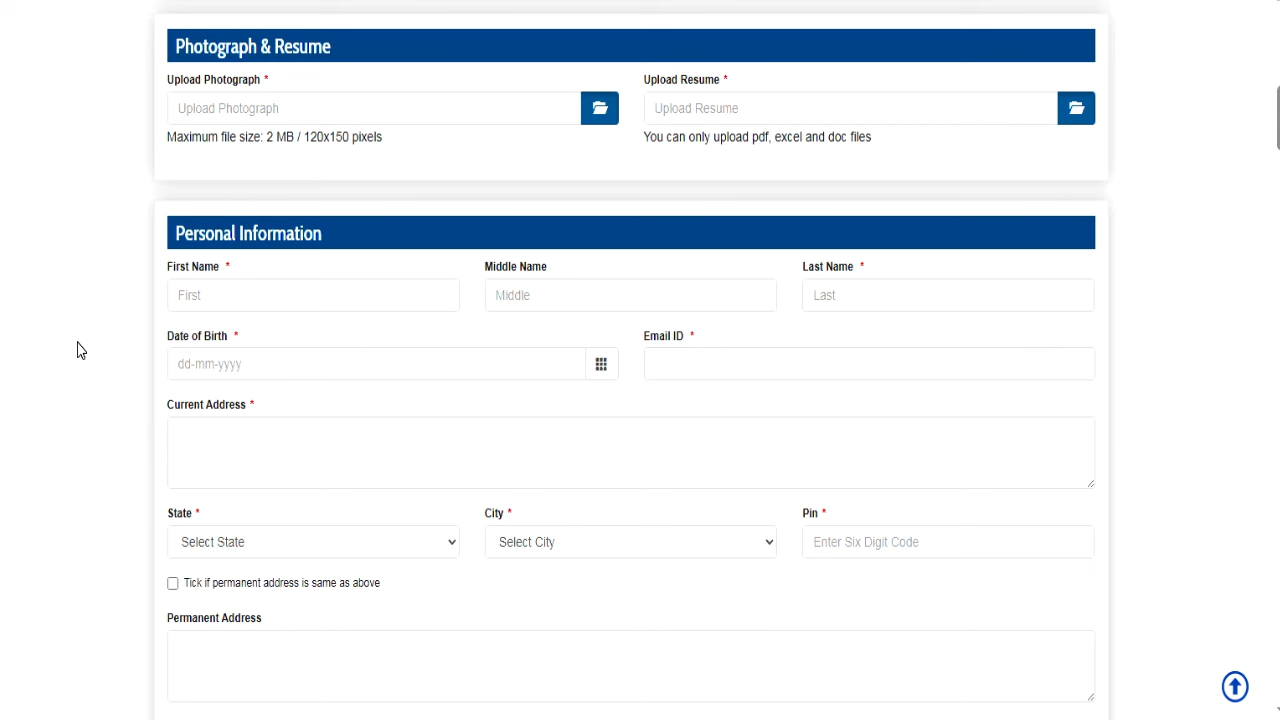 Photograph & Resume
Upload Photograph * Upload Resume *
Upload Photograph Upload Resume
Maximum file size: 2 MB / 120x150 pixels You can only upload pdf, excel and doc files
Personal Information
First Name * Middle Name Last Name *
First Middle Last
Date of Birth * Email ID *
dd-mm-yyyy
Current Address *
State * City * Pin *
Select State Select City Enter Six Digit Code
Tick if permanent address is same as above
Permanent Address